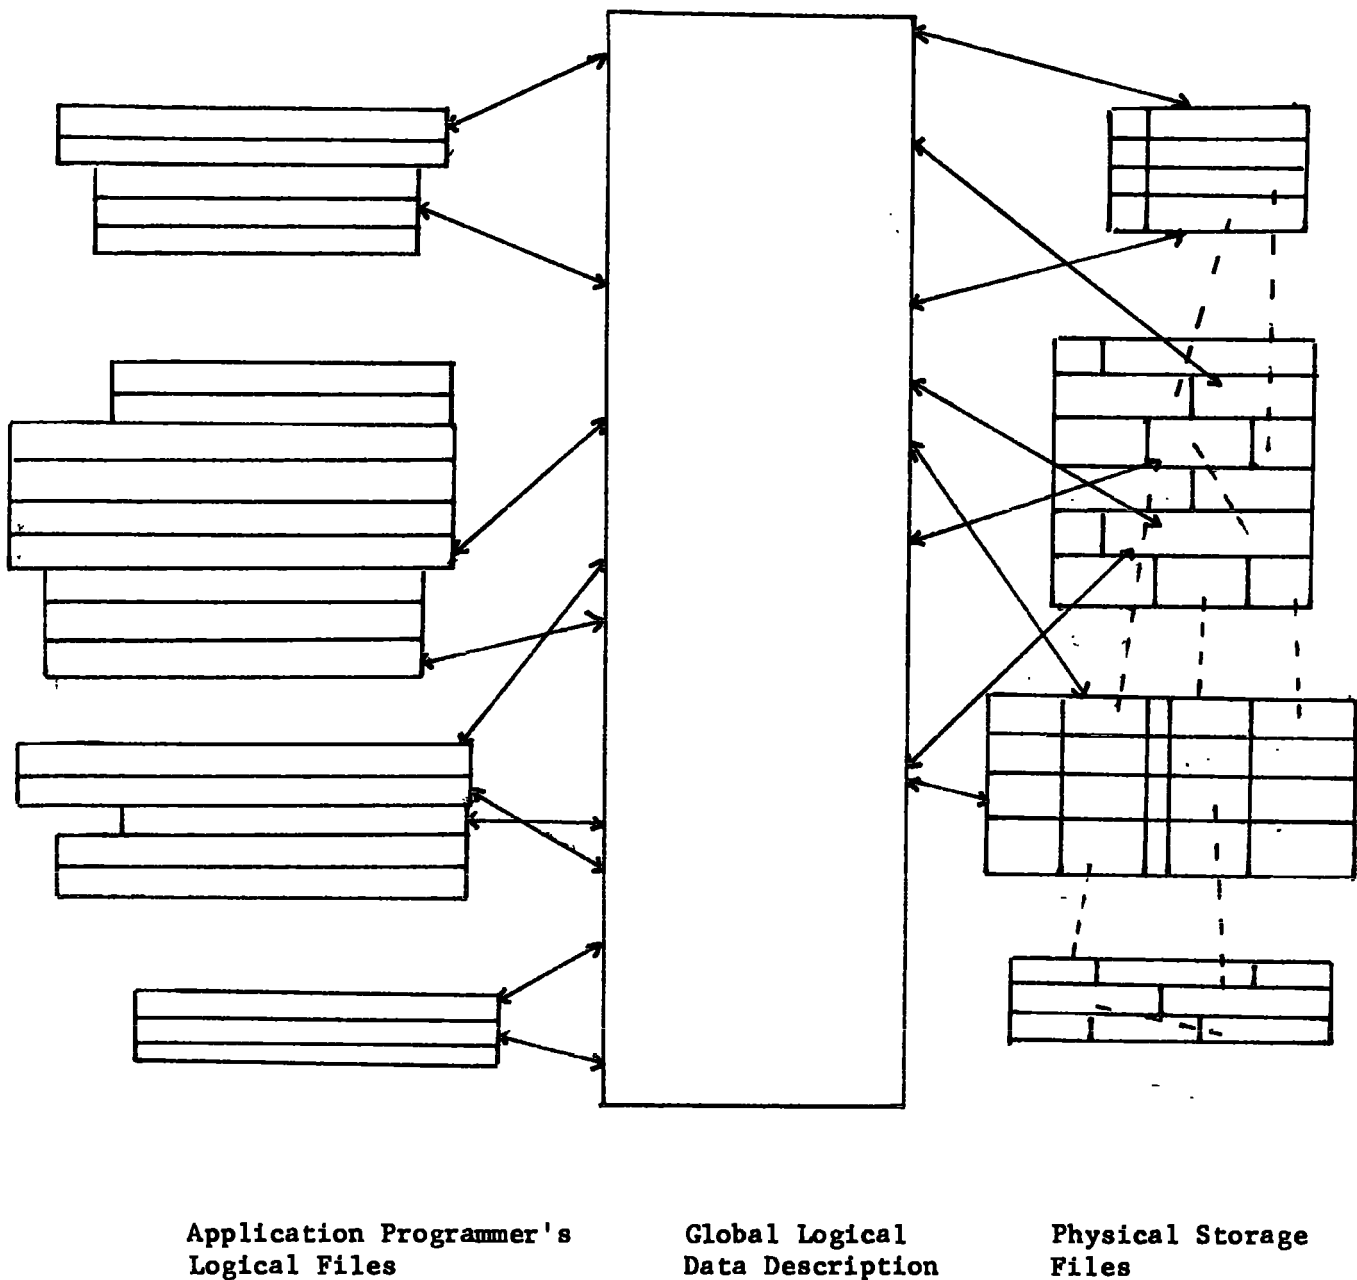 Application Programmer's
Logical Files
Global Logical
Data Description
Physical Storage
Files